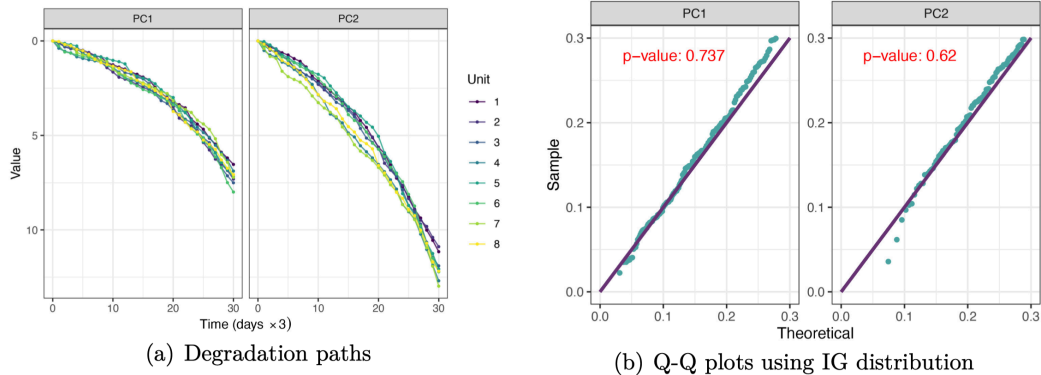 PC1
PC2
0
5
10
Value
0
10
20
30
0
10
20
30
Time (days ×3)
Unit
1
2
3
4
5
6
7
8
(a) Degradation paths
PC1
PC2
p-value: 0.737
p-value: 0.62
0.3
0.2
0.1
0.0
Sample
0.0
0.1
0.2
0.3
0.0
0.1
0.2
0.3
Theoretical
(b) Q-Q plots using IG distribution